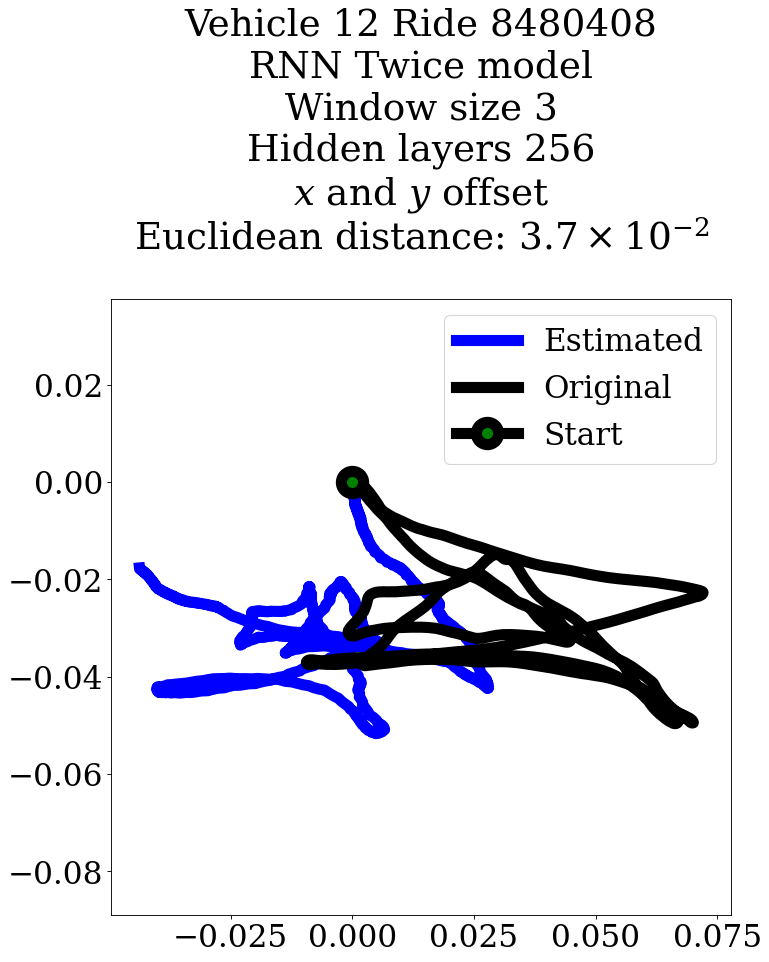 Vehicle 12 Ride 8480408
RNN Twice model
Window size 3
Hidden layers 256
x and y offset
Euclidean distance: 3.7 × 10⁻²
Estimated
Original
Start
0.02
0.00
−0.02
−0.04
−0.06
−0.08
−0.025 0.000 0.025 0.050 0.075